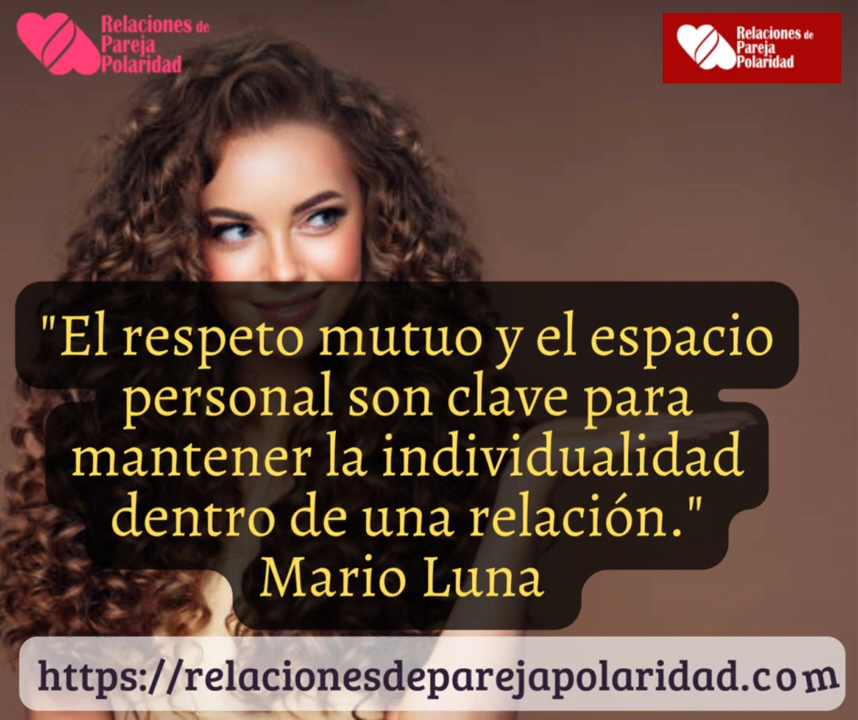 Relaciones de
Pareja
Polaridad
Relaciones de
Pareja
Polaridad
"El respeto mutuo y el espacio
personal son clave para
mantener la individualidad
dentro de una relación."
Mario Luna
https://relacionesdeparejapolaridad.com